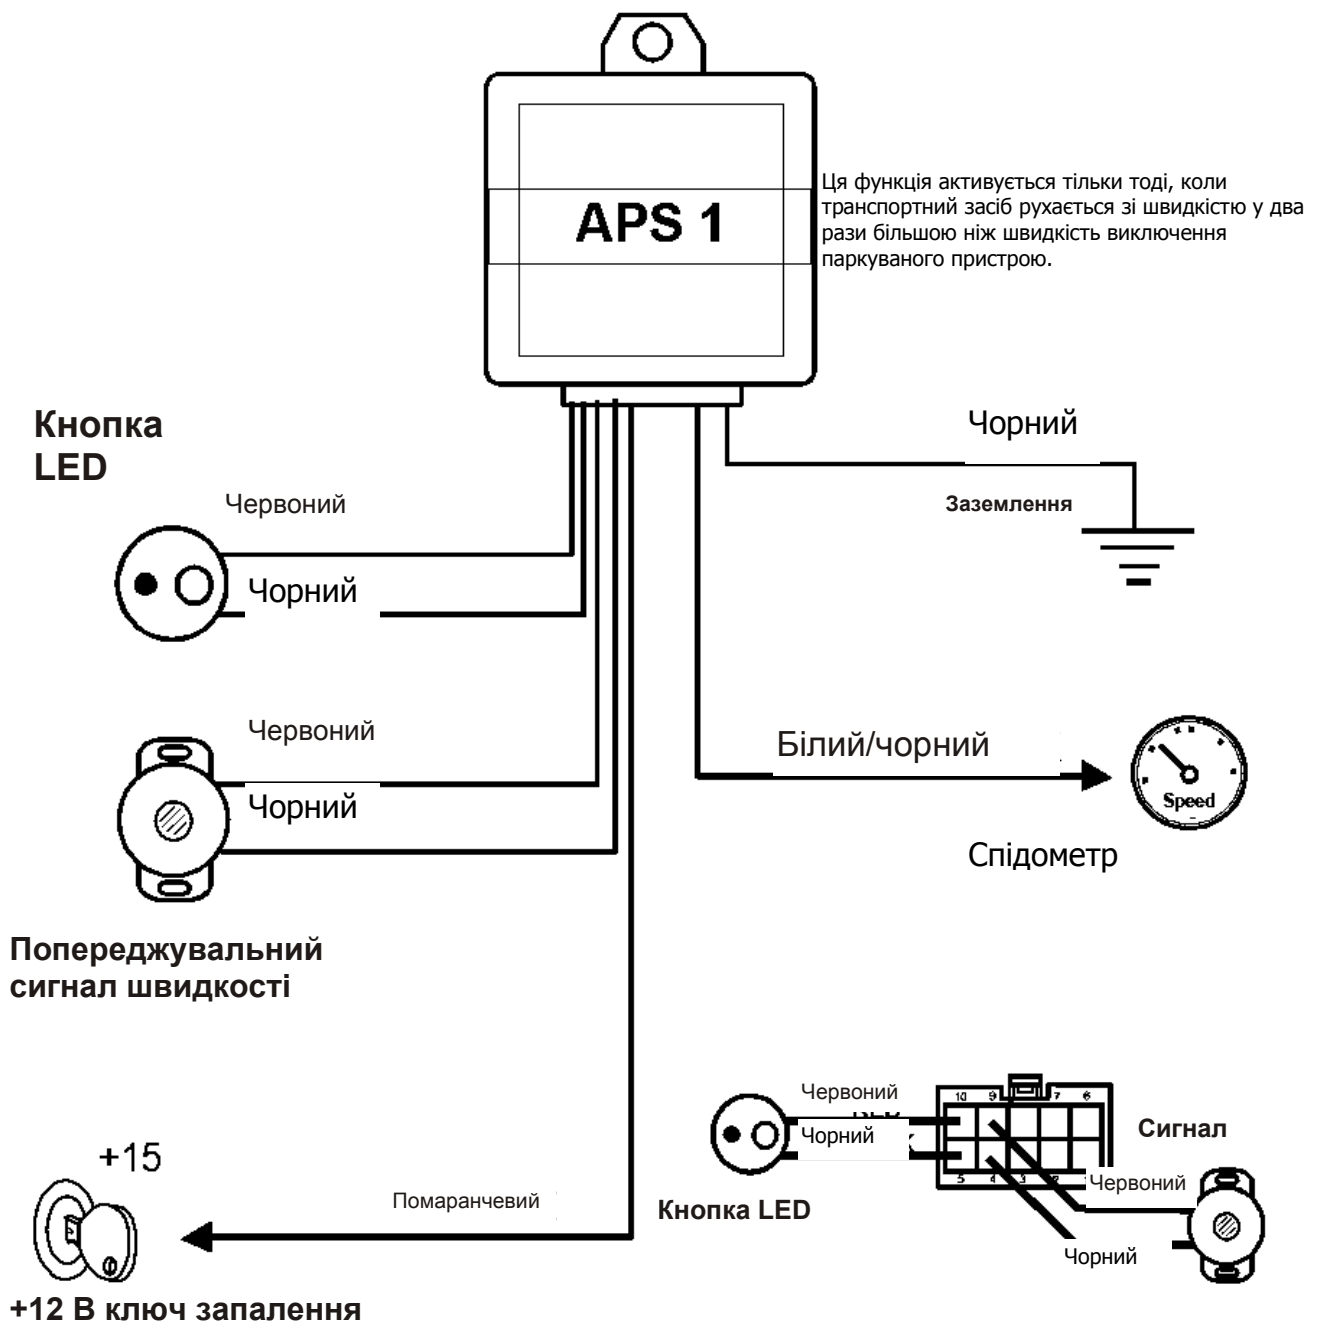 APS 1
Ця функція активується тільки тоді, коли
транспортний засіб рухається зі швидкістю у два
рази більшою ніж швидкість виключення
паркуваного пристрою.
Кнопка
LED
Червоний
Чорний
Чорний
Заземлення
Червоний
Чорний
Білий/чорний
Speed
Спідометр
Попереджувальний
сигнал швидкості
+15
Помаранчевий
+12 В ключ запалення
Червоний
Чорний
Кнопка LED
10 9 7 6
5 4 3
Сигнал
Червоний
Чорний